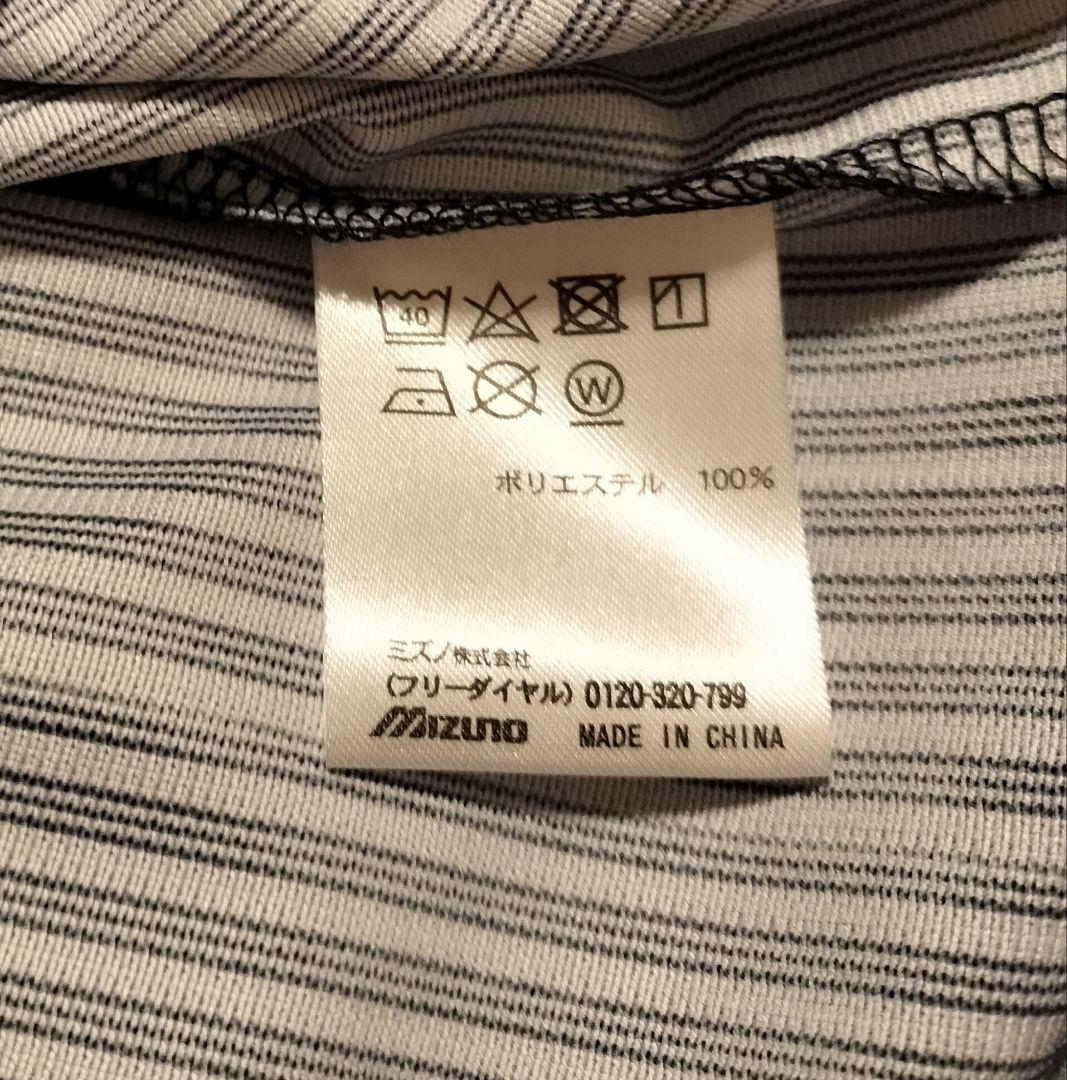 40
W
ポリエステル 100%
ミズノ株式会社
(フリーダイヤル) 0120-320-799
MIZUNO MADE IN CHINA